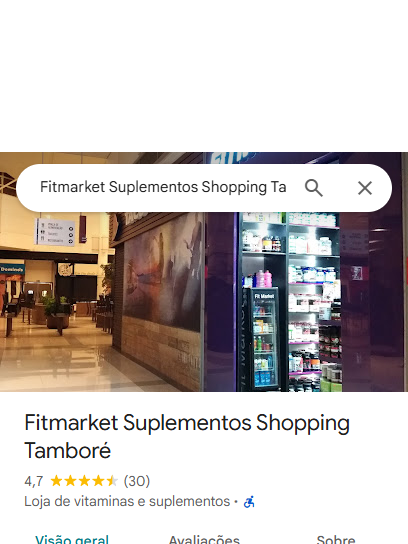 Fitmarket Suplementos Shopping Ta
Domino's
Fit Market
Fitmarket Suplementos Shopping
Tamboré
4,7 (30)
Loja de vitaminas e suplementos ·
Visão geral Avaliações Sobre